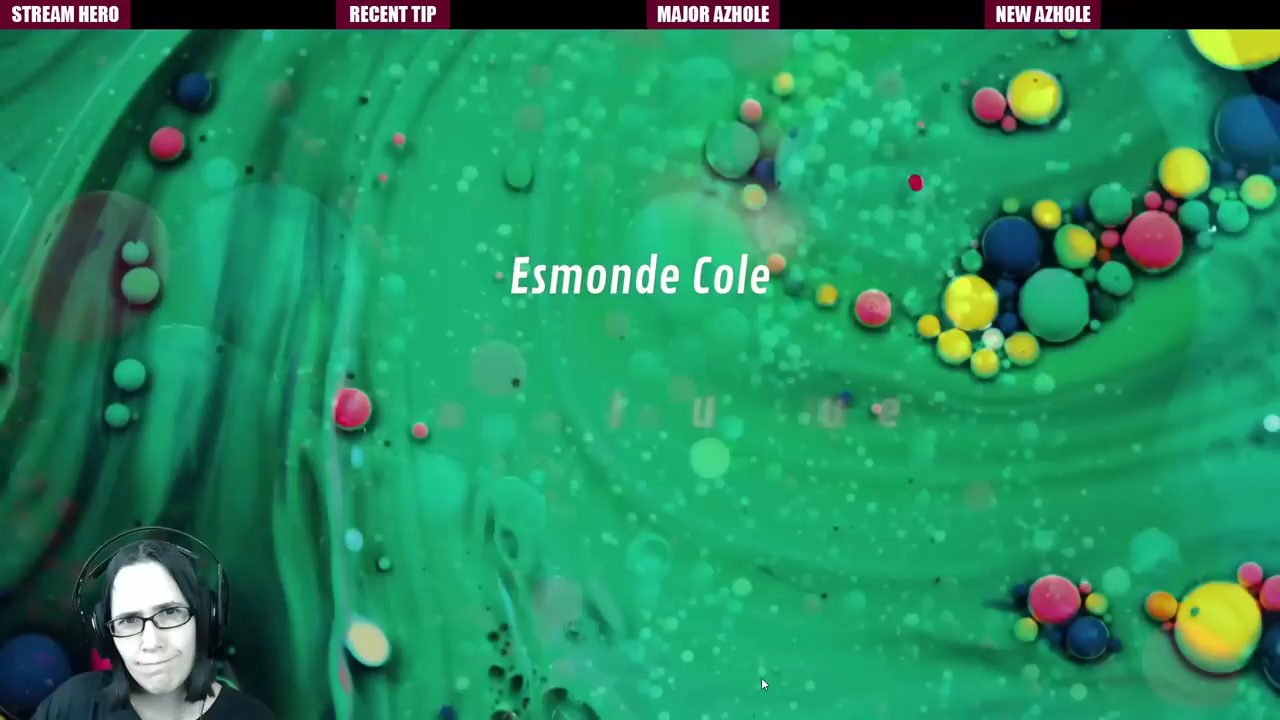 STREAM HERO
RECENT TIP
MAJOR AZHOLE
NEW AZHOLE
Esmonde Cole